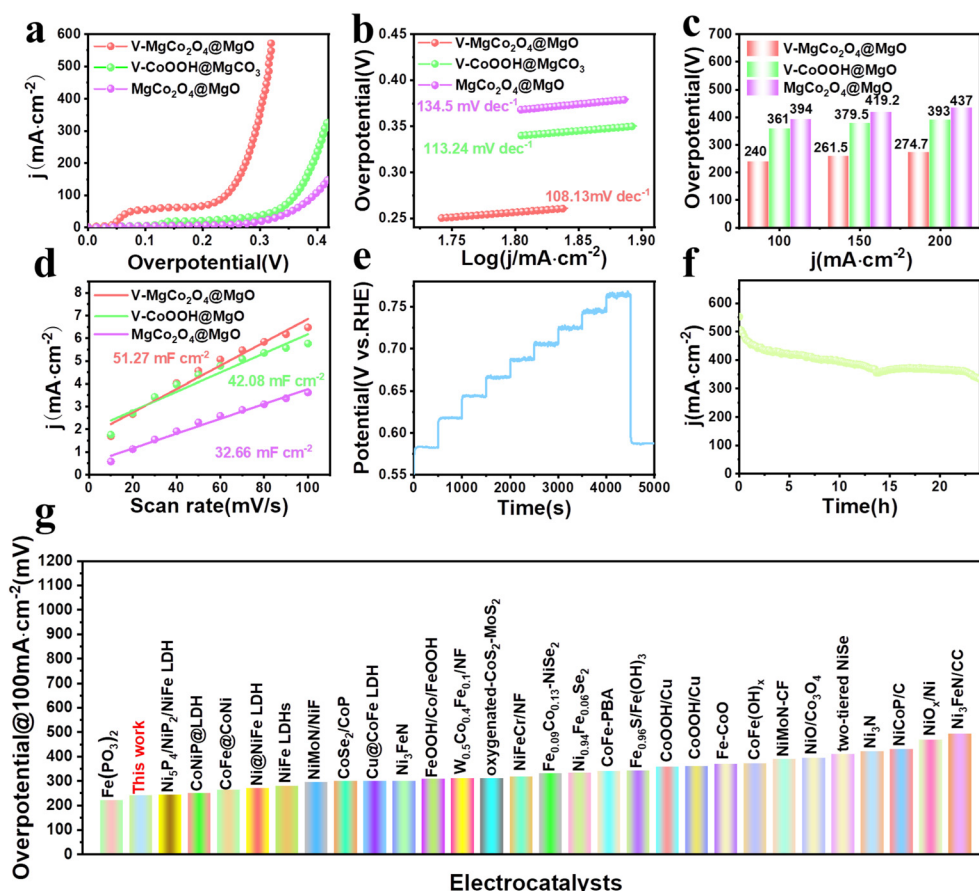 a
j（mA·cm⁻²)
600
500
400
300
200
100
0
V-MgCo₂O₄@MgO
V-CoOOH@MgCO₃
MgCo₂O₄@MgO
0.0 0.1 0.2 0.3 0.4
Overpotential(V)
b
Overpotential(V)
0.45
0.40
0.35
0.30
0.25
V-MgCo₂O₄@MgO
V-CoOOH@MgCO₃
MgCo₂O₄@MgO
134.5 mV dec⁻¹
113.24 mV dec⁻¹
108.13mV dec⁻¹
1.75 1.80 1.85 1.90
Log(j/mA·cm⁻²)
c
Overpotential(V)
700
600
500
400
300
200
100
0
V-MgCo₂O₄@MgO
V-CoOOH@MgO
MgCo₂O₄@MgO
240 361 394 261.5 379.5 419.2 274.7 393 437
100 150 200
j(mA·cm⁻²)
d
j（mA·cm⁻²)
8
7
6
5
4
3
2
1
0
V-MgCo₂O₄@MgO
V-CoOOH@MgO
MgCo₂O₄@MgO
51.27 mF cm⁻²
42.08 mF cm⁻²
32.66 mF cm⁻²
0 20 40 60 80 100
Scan rate(mV/s)
e
Potential(V vs.RHE)
0.75
0.70
0.65
0.60
0.55
0 1000 2000 3000 4000 5000
Time(s)
f
j(mA·cm⁻²)
600
500
400
300
200
100
0
0 5 10 15 20
Time(h)
g
Overpotential@100mA·cm⁻²(mV)
1200
1100
1000
900
800
700
600
500
400
300
200
100
0
Fe(PO₃)₂
This work
Ni₅P₄/NiP₂/NiFe LDH
CoNiP@LDH
CoFe@CoNi
Ni@NiFe LDH
NiFe LDHs
NiMoN/NiF
CoSe₂/CoP
Cu@CoFe LDH
Ni₃FeN
FeOOH/Co/FeOOH
W₀.₅Co₀.₄Fe₀.₁/NF
oxygenated-CoS₂-MoS₂
NiFeCr/NF
Fe₀.₀₉Co₀.₁₃-NiSe₂
Ni₀.₉₄Fe₀.₀₆Se₂
CoFe-PBA
Fe₀.₉₆S/Fe(OH)₃
CoOOH/Cu
CoOOH/Cu
Fe-CoO
CoFe(OH)ₓ
NiMoN-CF
NiO/Co₃O₄
two-tiered NiSe
Ni₃N
NiCoP/C
NiOₓ/Ni
Ni₃FeN/CC
Electrocatalysts